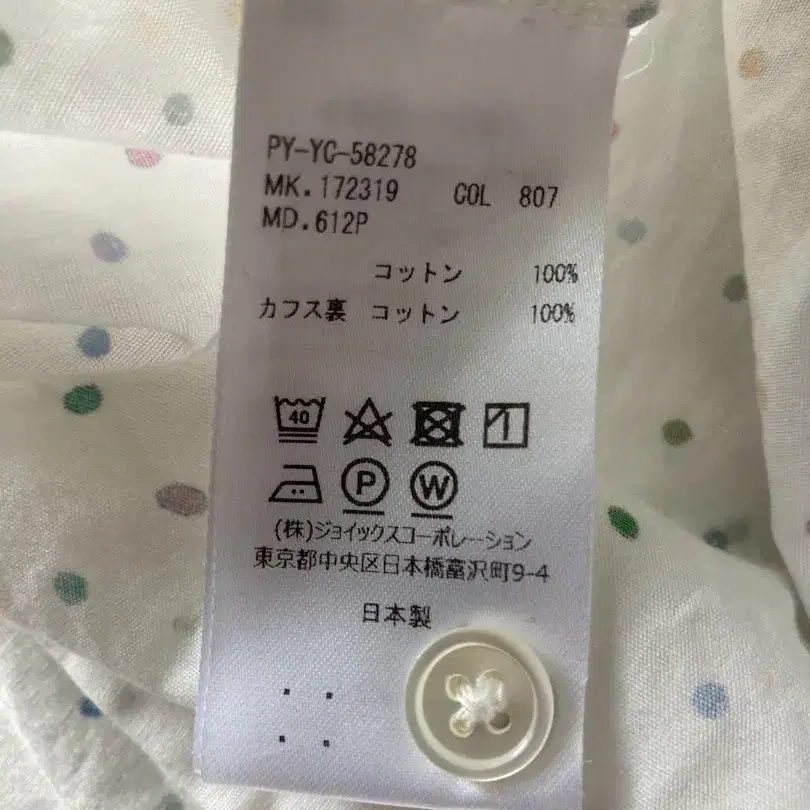 PY-YC-58278
MK.172319 COL 807
MD.612P
コットン 100%
カフス裏 コットン 100%
40
P W
(株)ジョイックスコーポレーション
東京都中央区日本橋富沢町9-4
日本製